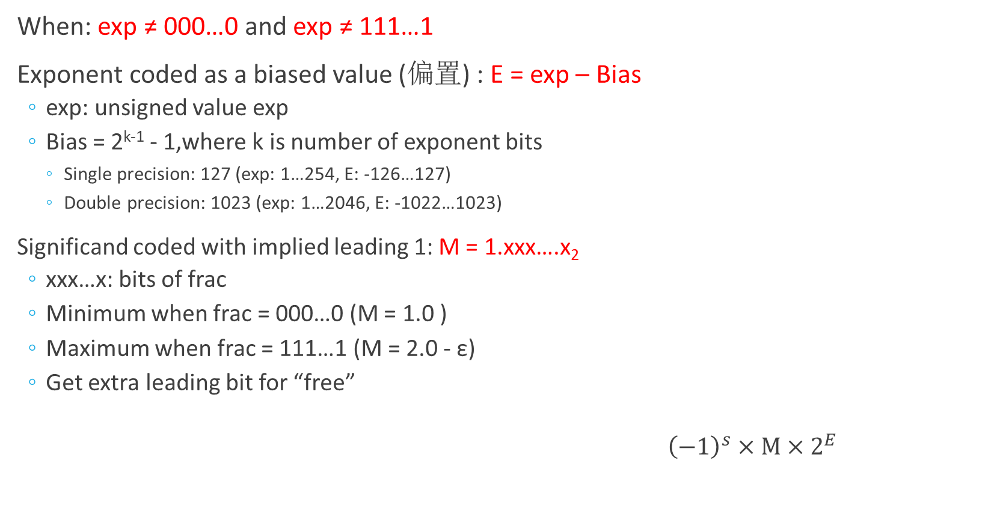 When: exp ≠ 000…0 and exp ≠ 111…1
Exponent coded as a biased value (偏置) : E = exp – Bias
◦ exp: unsigned value exp
◦ Bias = 2^{k-1} - 1,where k is number of exponent bits
◦ Single precision: 127 (exp: 1…254, E: -126…127)
◦ Double precision: 1023 (exp: 1…2046, E: -1022…1023)
Significand coded with implied leading 1: M = 1.xxx….x₂
◦ xxx…x: bits of frac
◦ Minimum when frac = 000…0 (M = 1.0 )
◦ Maximum when frac = 111…1 (M = 2.0 - ε)
◦ Get extra leading bit for “free”
(−1)^s × M × 2^E